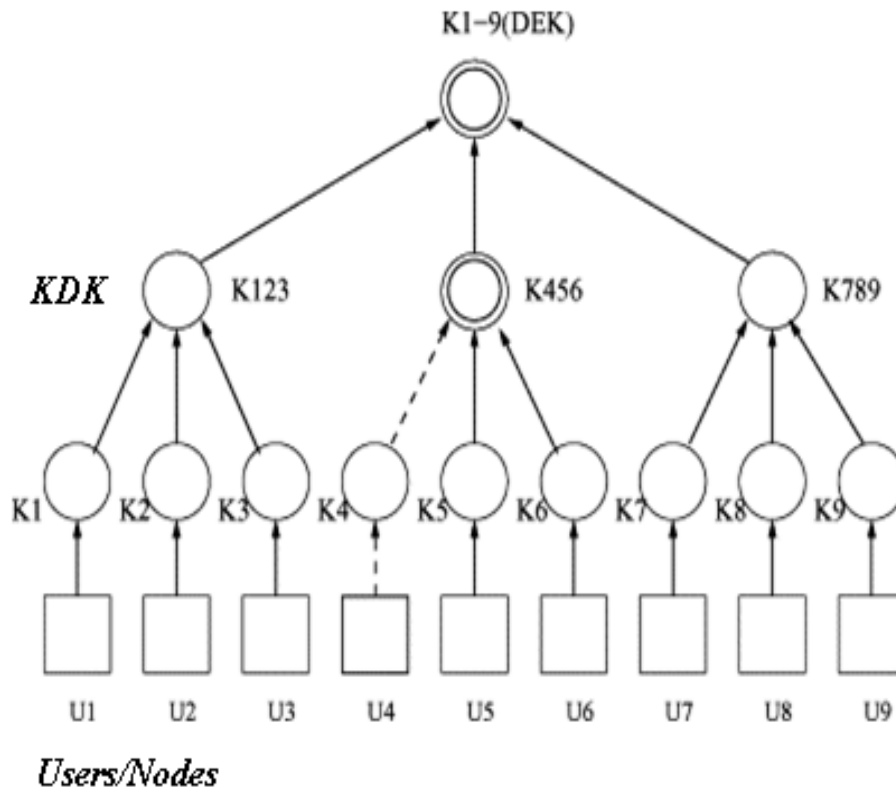 K1−9(DEK)
KDK K123 K456 K789
K1 K2 K3 K4 K5 K6 K7 K8 K9
U1 U2 U3 U4 U5 U6 U7 U8 U9
Users/Nodes